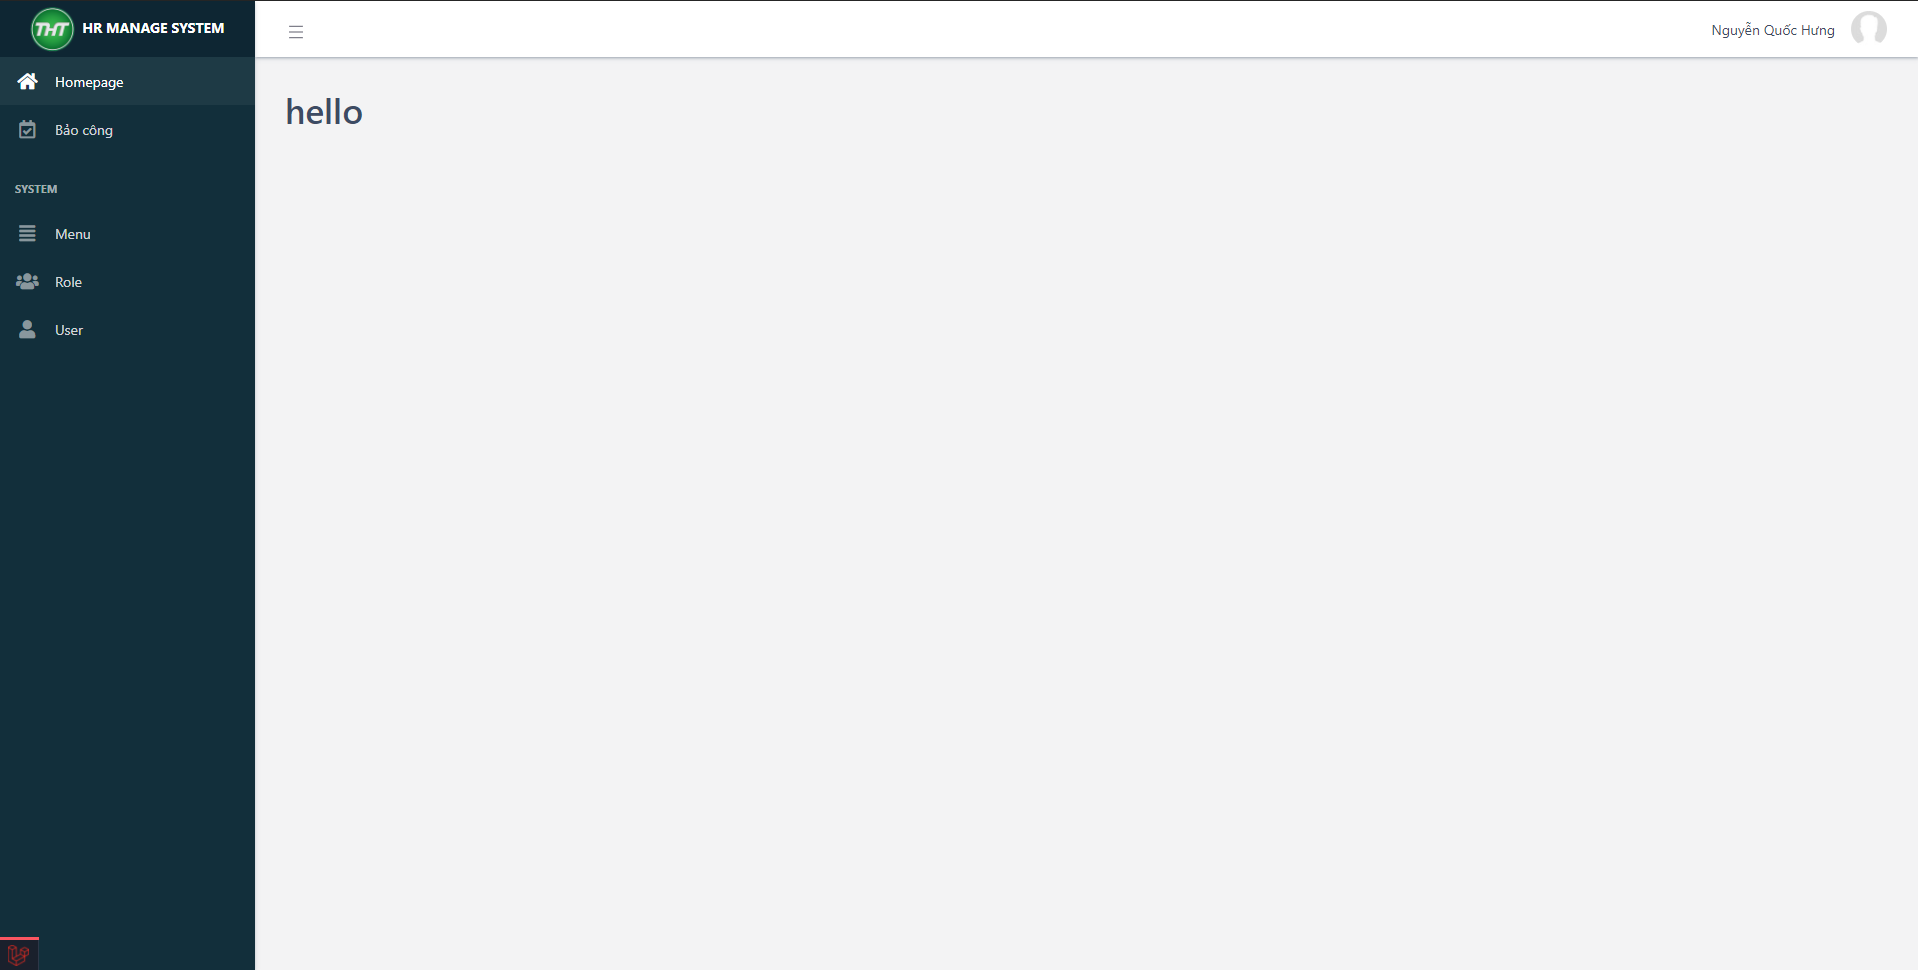 THT HR MANAGE SYSTEM
Nguyễn Quốc Hưng
Homepage
Bảo công
SYSTEM
Menu
Role
User
hello